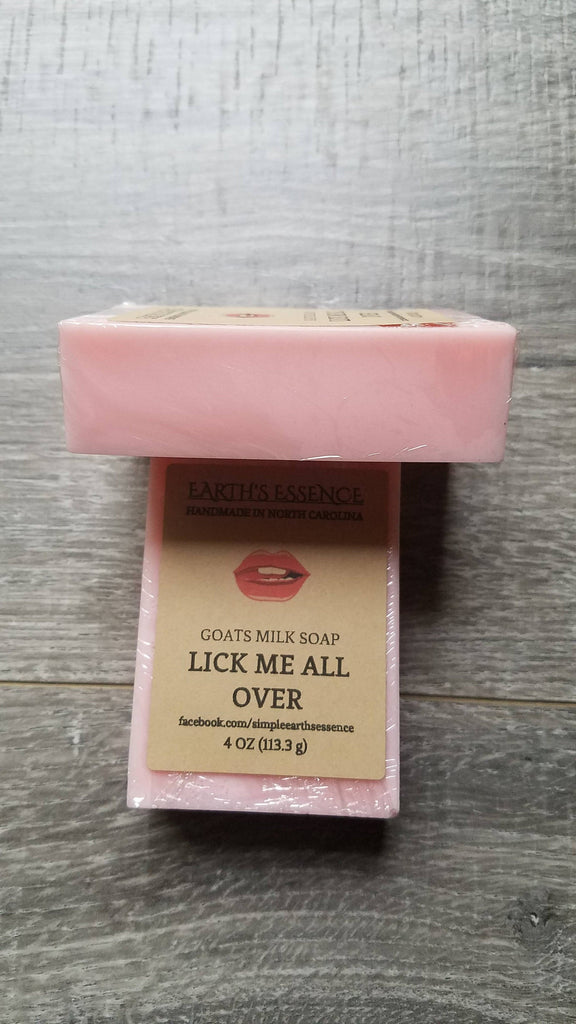 EARTH'S ESSENCE
HANDMADE IN NORTH CAROLINA
GOATS MILK SOAP
LICK ME ALL
OVER
facebook.com/simpleearthsessence
4 OZ (113.3 g)